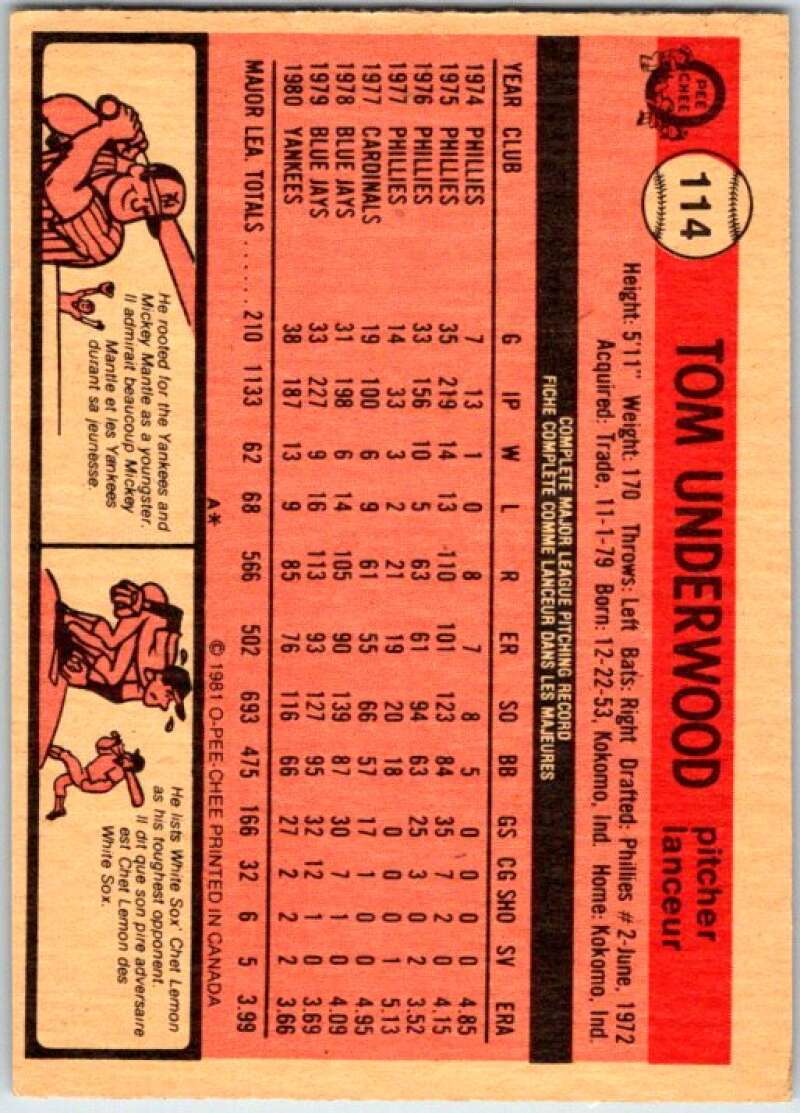 O
PEE
CHEE
114
TOM UNDERWOOD
pitcher
lanceur
Height: 5'11" Weight: 170 Throws: Left Bats: Right Drafted: Phillies #2-June, 1972
Acquired: Trade, 11-1-79 Born: 12-22-53, Kokomo, Ind. Home: Kokomo, Ind.
COMPLETE MAJOR LEAGUE PITCHING RECORD
FICHE COMPLÈTE COMME LANCEUR DANS LES MAJEURES
YEAR CLUB G IP W L R ER SO BB GS CG SHO SV ERA
1974 PHILLIES 7 13 1 0 8 7 8 5 0 0 0 0 4.85
1975 PHILLIES 35 219 14 13 110 101 123 84 35 7 2 0 4.15
1976 PHILLIES 33 156 10 5 63 61 94 63 25 3 0 2 3.52
1977 PHILLIES 14 33 3 2 21 19 20 18 0 0 0 1 5.13
1977 CARDINALS 19 100 6 9 61 55 66 57 17 1 0 0 4.95
1978 BLUE JAYS 31 198 6 14 105 90 139 87 30 7 1 0 4.09
1979 BLUE JAYS 33 227 9 16 113 93 127 95 32 12 1 0 3.69
1980 YANKEES 38 187 13 9 85 76 116 66 27 2 2 2 3.66
MAJOR LEA. TOTALS ...... 210 1133 62 68 566 502 693 475 166 32 6 5 3.99
A* © 1981 O-PEE-CHEE PRINTED IN CANADA
NY
He rooted for the Yankees and
Mickey Mantle as a youngster.
Il admirait beaucoup Mickey
Mantle et les Yankees
durant sa jeunesse.
He lists White Sox' Chet Lemon
as his toughest opponent.
Il dit que son pire adversaire
est Chet Lemon des
White Sox.